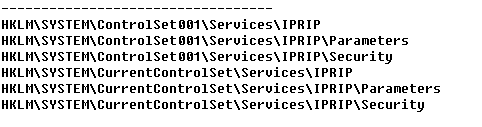 ----------------------------------
HKLM\SYSTEM\ControlSet001\Services\IPRIP
HKLM\SYSTEM\ControlSet001\Services\IPRIP\Parameters
HKLM\SYSTEM\ControlSet001\Services\IPRIP\Security
HKLM\SYSTEM\CurrentControlSet\Services\IPRIP
HKLM\SYSTEM\CurrentControlSet\Services\IPRIP\Parameters
HKLM\SYSTEM\CurrentControlSet\Services\IPRIP\Security